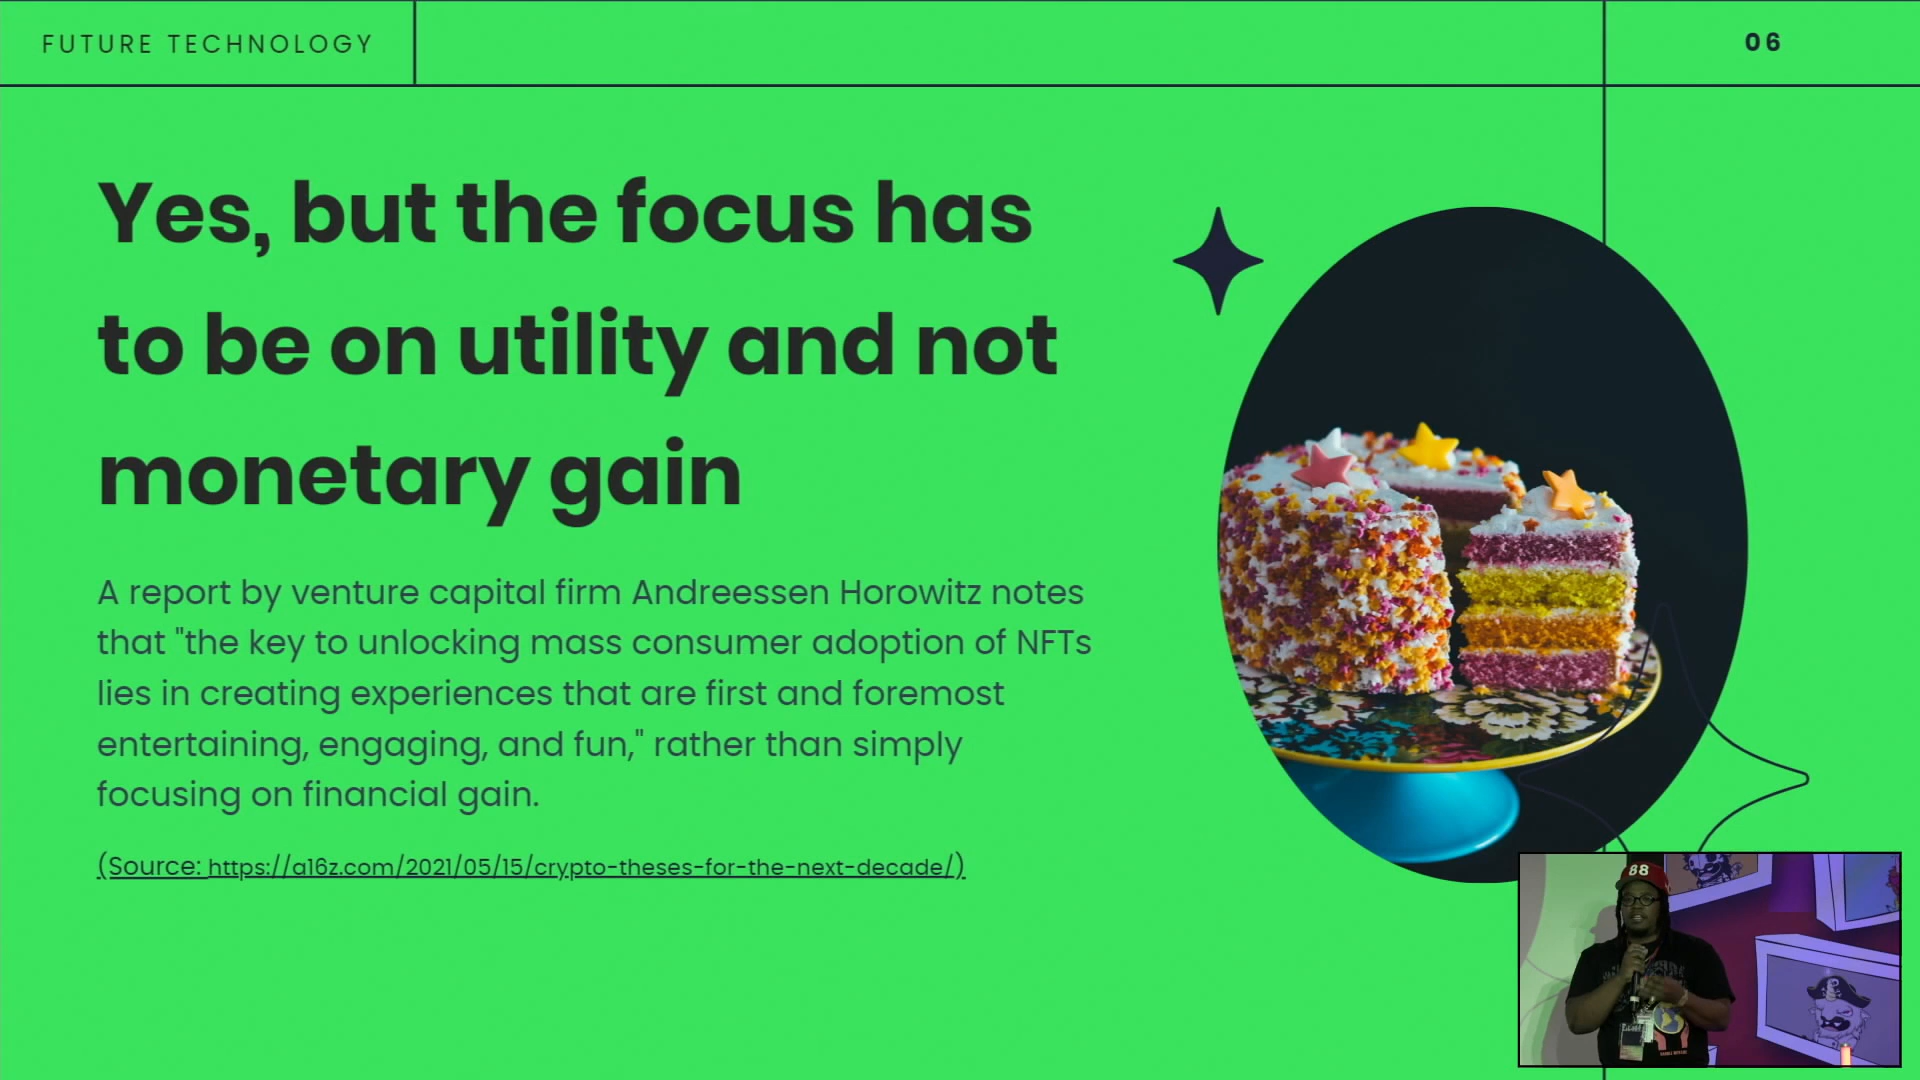 FUTURE TECHNOLOGY
06
Yes, but the focus has
to be on utility and not
monetary gain
A report by venture capital firm Andreessen Horowitz notes
that "the key to unlocking mass consumer adoption of NFTs
lies in creating experiences that are first and foremost
entertaining, engaging, and fun," rather than simply
focusing on financial gain.
(Source: https://a16z.com/2021/05/15/crypto-theses-for-the-next-decade/)
88